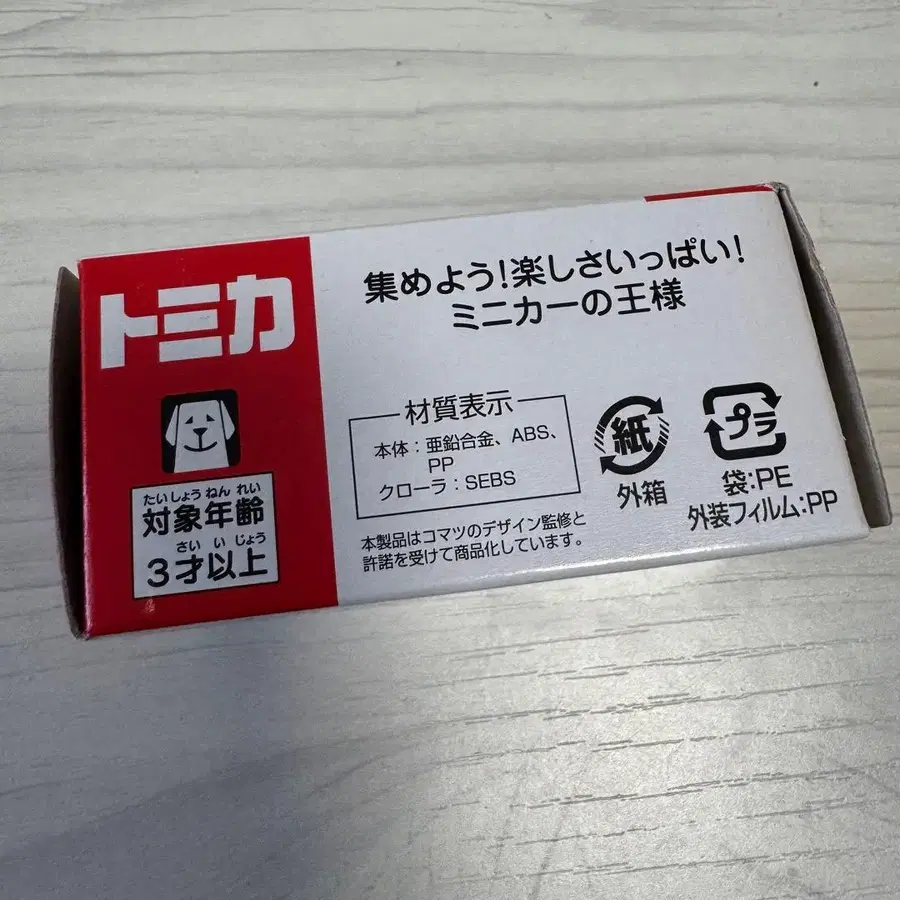 トミカ
たいしょう ねん れい
対象年齢
さい い じょう
3才以上
集めよう!楽しさいっぱい!
ミニカーの王様
材質表示
本体：亜鉛合金、ABS、
PP
クローラ：SEBS
本製品はコマツのデザイン監修と
許諾を受けて商品化しています。
紙
外箱
プラ
袋:PE
外装フィルム:PP